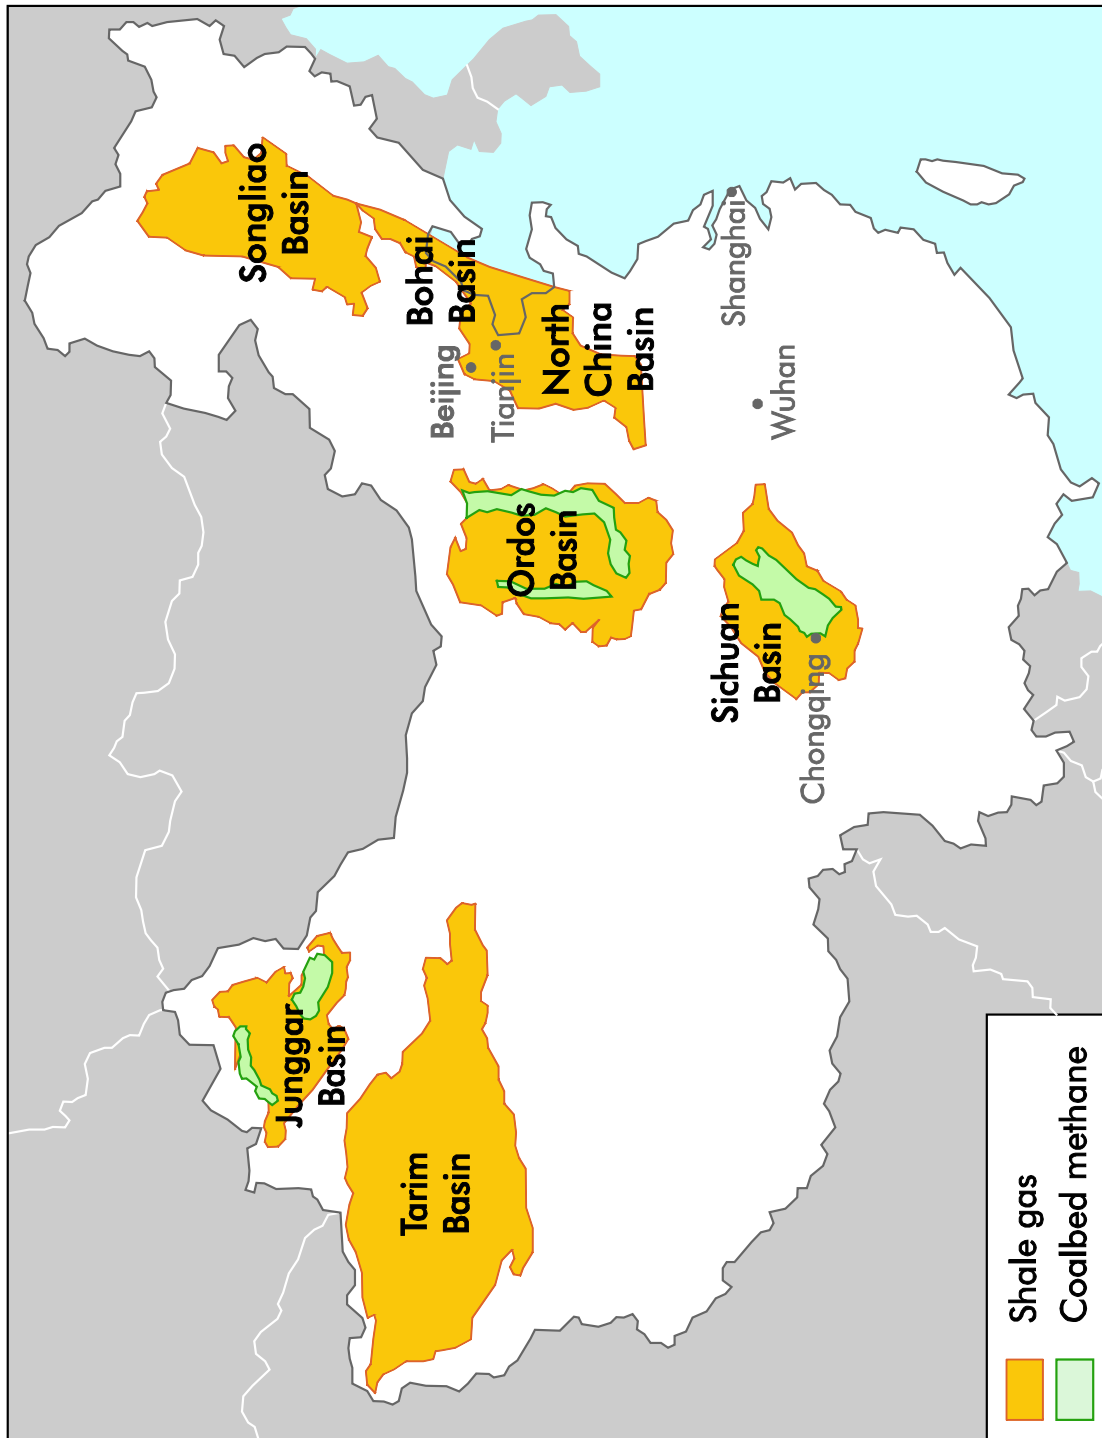 Songliao
Basin
Junggar
Basin
Bohai
Basin
Beijing
Tianjin
Tarim
Basin
Ordos
Basin
North
China
Basin
Sichuan
Basin
Shanghai
Wuhan
Chongqing
Shale gas
Coalbed methane